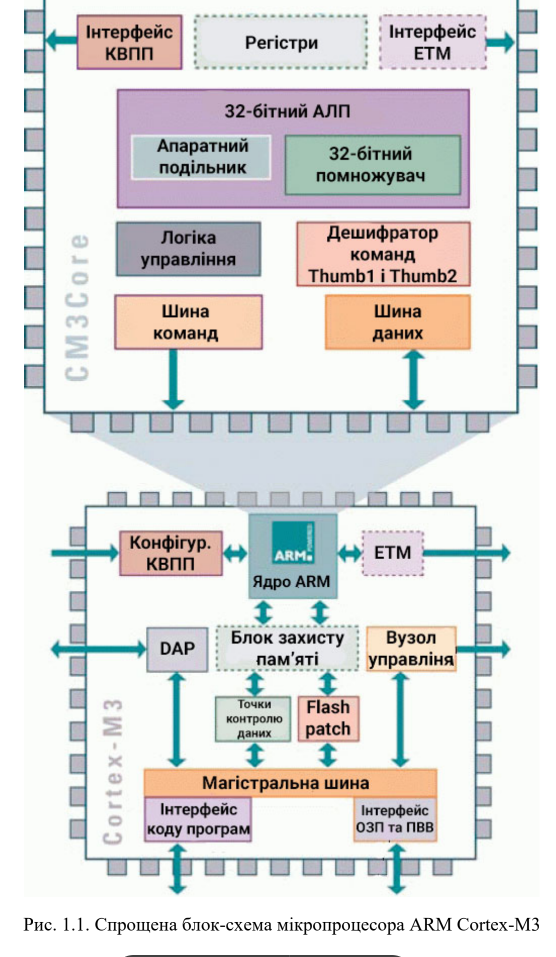 Інтерфейс
КВПП
Регістри
Інтерфейс
ETM
32-бітний АЛП
Апаратний
подільник
32-бітний
помножувач
Логіка
управління
Дешифратор
команд
Thumb1 і Thumb2
Шина
команд
Шина
даних
CM3Core
ARM
POWERED
Ядро ARM
Конфігур.
КВПП
ETM
DAP
Блок захисту
пам’яті
Вузол
управліня
Точки
контролю
даних
Flash
patch
Магістральна шина
Інтерфейс
коду програм
Інтерфейс
ОЗП та ПВВ
Cortex-M3
Рис. 1.1. Спрощена блок-схема мікропроцесора ARM Cortex-M3